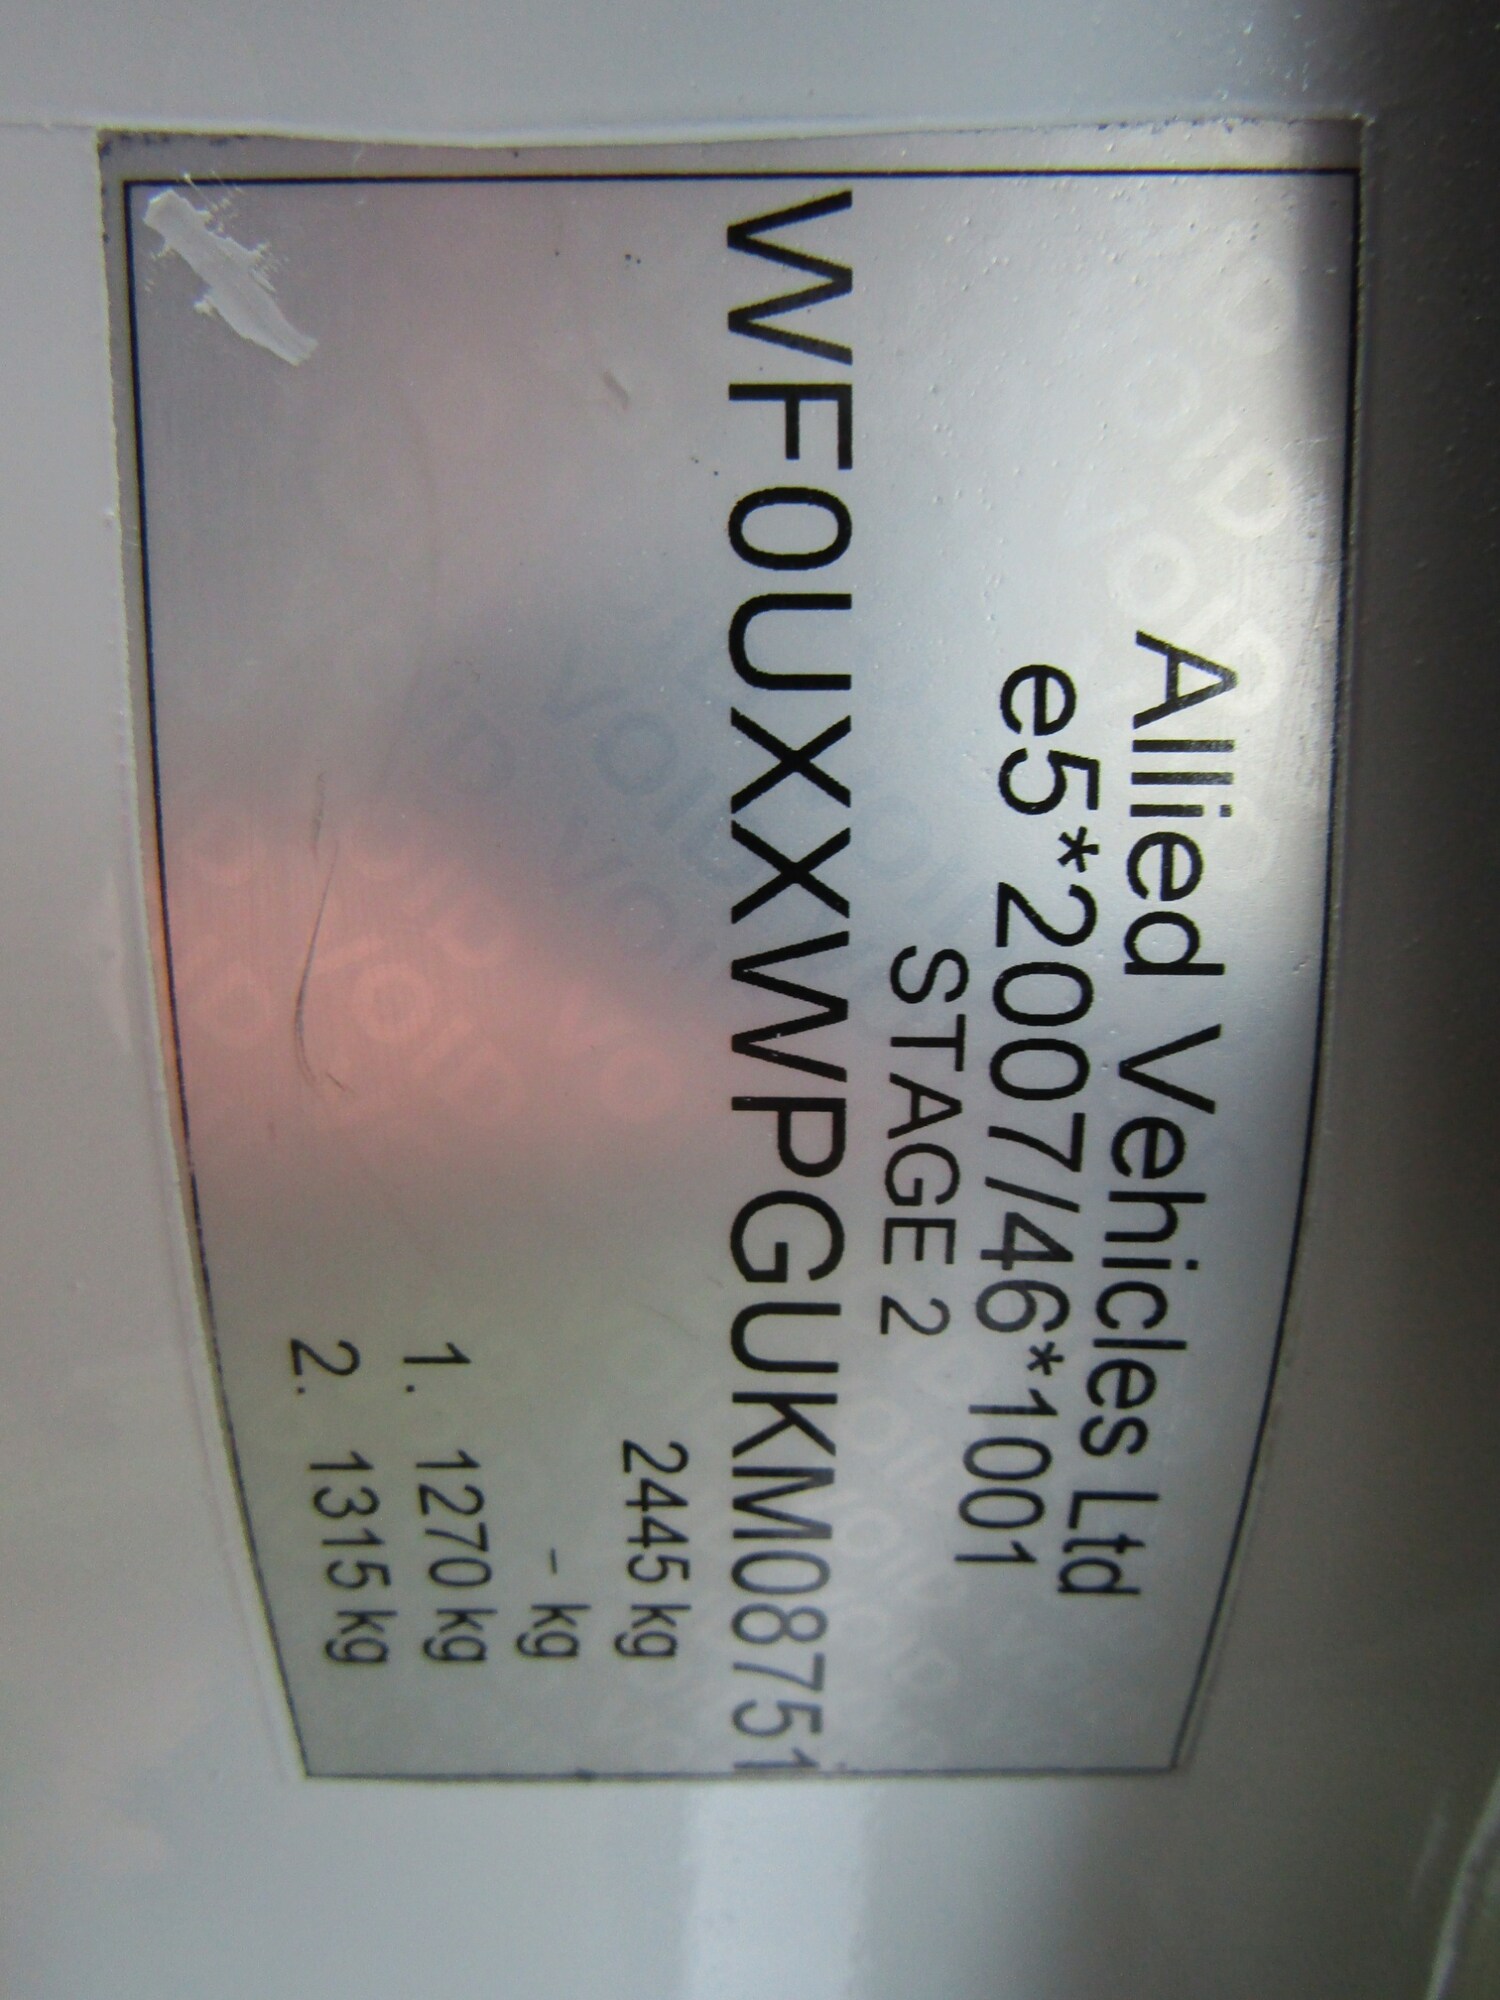 Allied Vehicles Ltd
e5*2007/46*1001
STAGE 2
WF0UXXWPGUKM08751
2445 kg
- kg
1. 1270 kg
2. 1315 kg